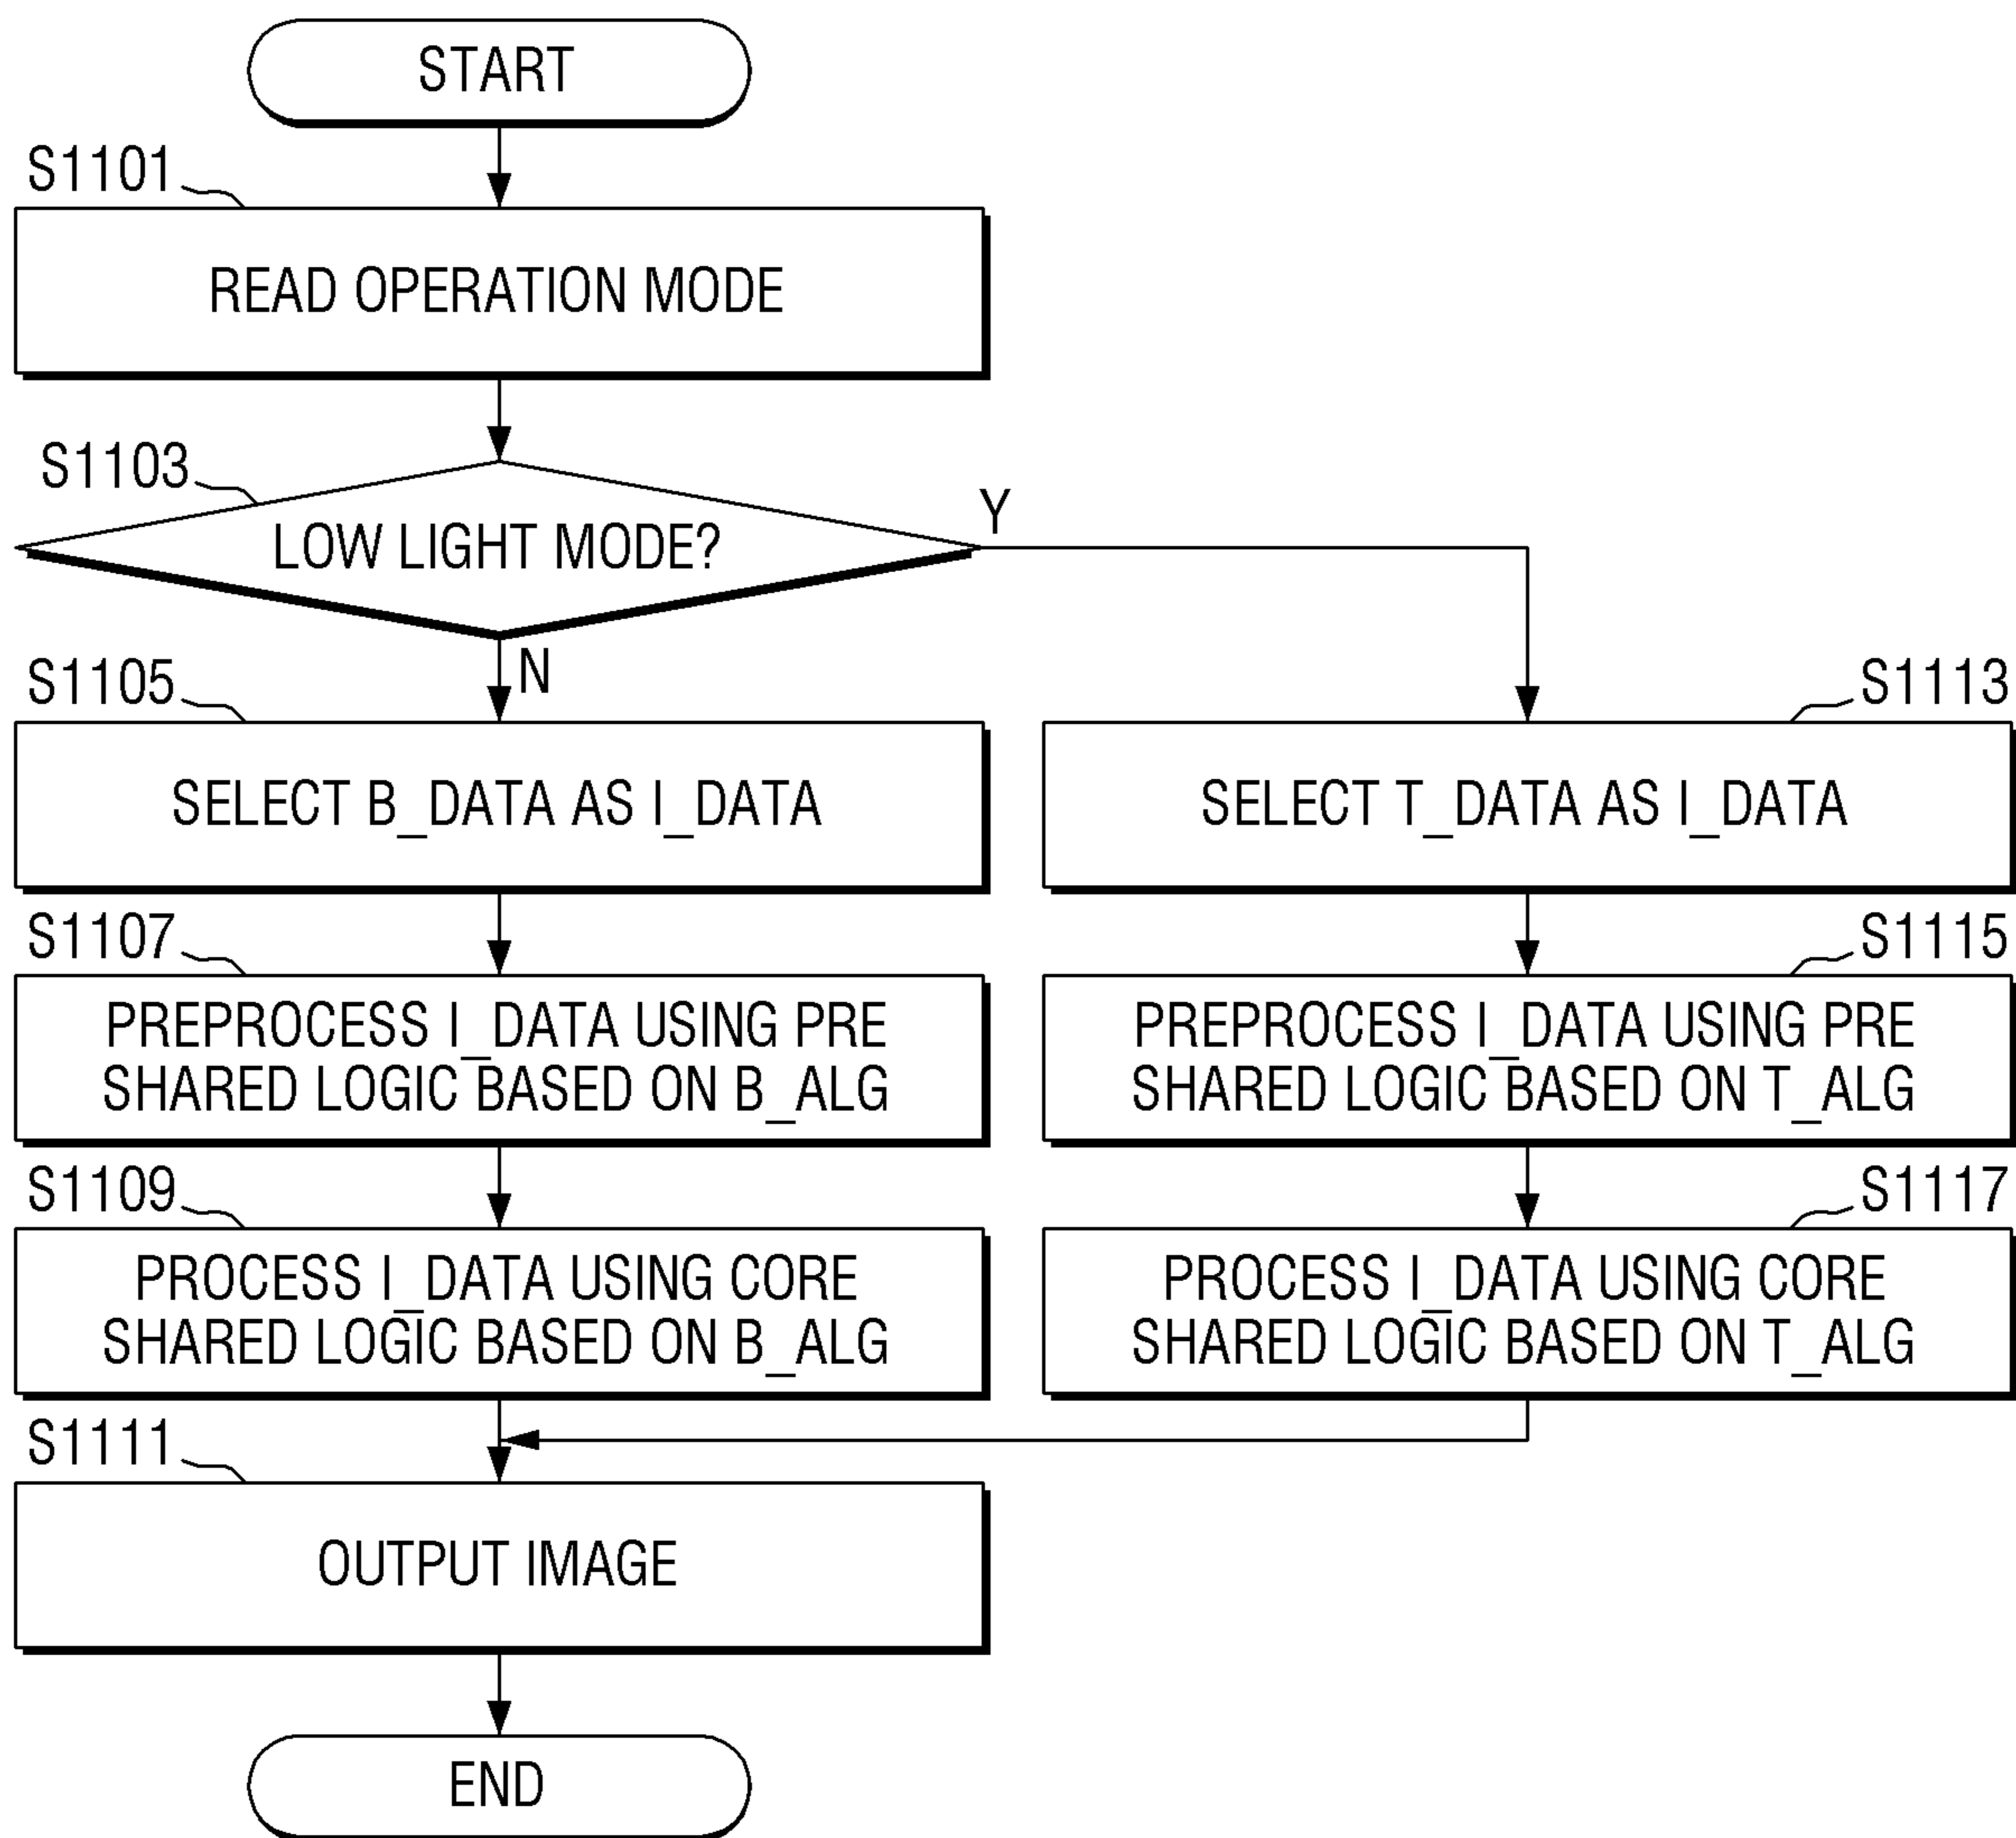 START
S1101
READ OPERATION MODE
S1103
LOW LIGHT MODE?
Y
N
S1105
SELECT B_DATA AS I_DATA
S1113
SELECT T_DATA AS I_DATA
S1107
PREPROCESS I_DATA USING PRE
SHARED LOGIC BASED ON B_ALG
S1115
PREPROCESS I_DATA USING PRE
SHARED LOGIC BASED ON T_ALG
S1109
PROCESS I_DATA USING CORE
SHARED LOGIC BASED ON B_ALG
S1117
PROCESS I_DATA USING CORE
SHARED LOGIC BASED ON T_ALG
S1111
OUTPUT IMAGE
END